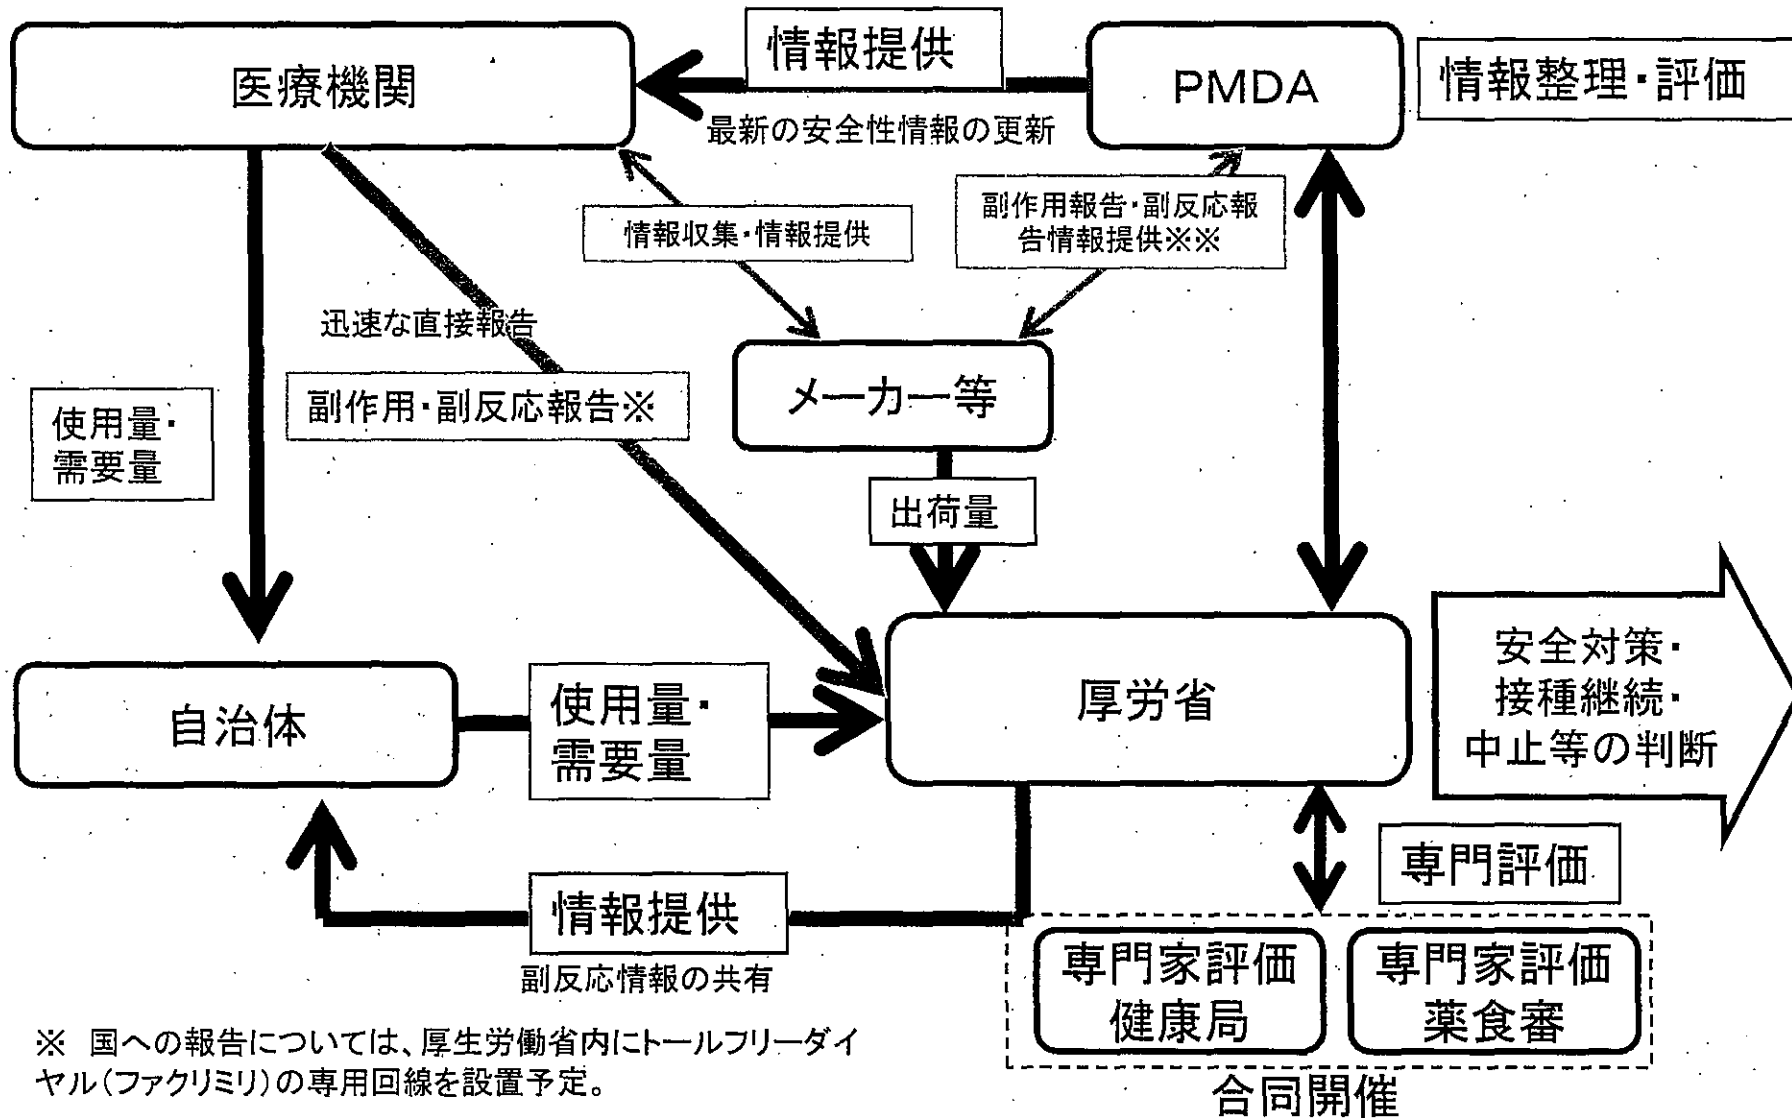 情報提供
医療機関
PMDA
情報整理・評価
最新の安全性情報の更新
情報収集・情報提供
副作用報告・副反応報
告情報提供※※
迅速な直接報告
使用量・
需要量
副作用・副反応報告※
メーカー等
出荷量
自治体
使用量・
需要量
厚労省
安全対策・
接種継続・
中止等の判断
専門評価
情報提供
副反応情報の共有
専門家評価
健康局
専門家評価
薬食審
合同開催
※ 国への報告については、厚生労働省内にトールフリーダイ
ヤル(ファクリミリ)の専用回線を設置予定。